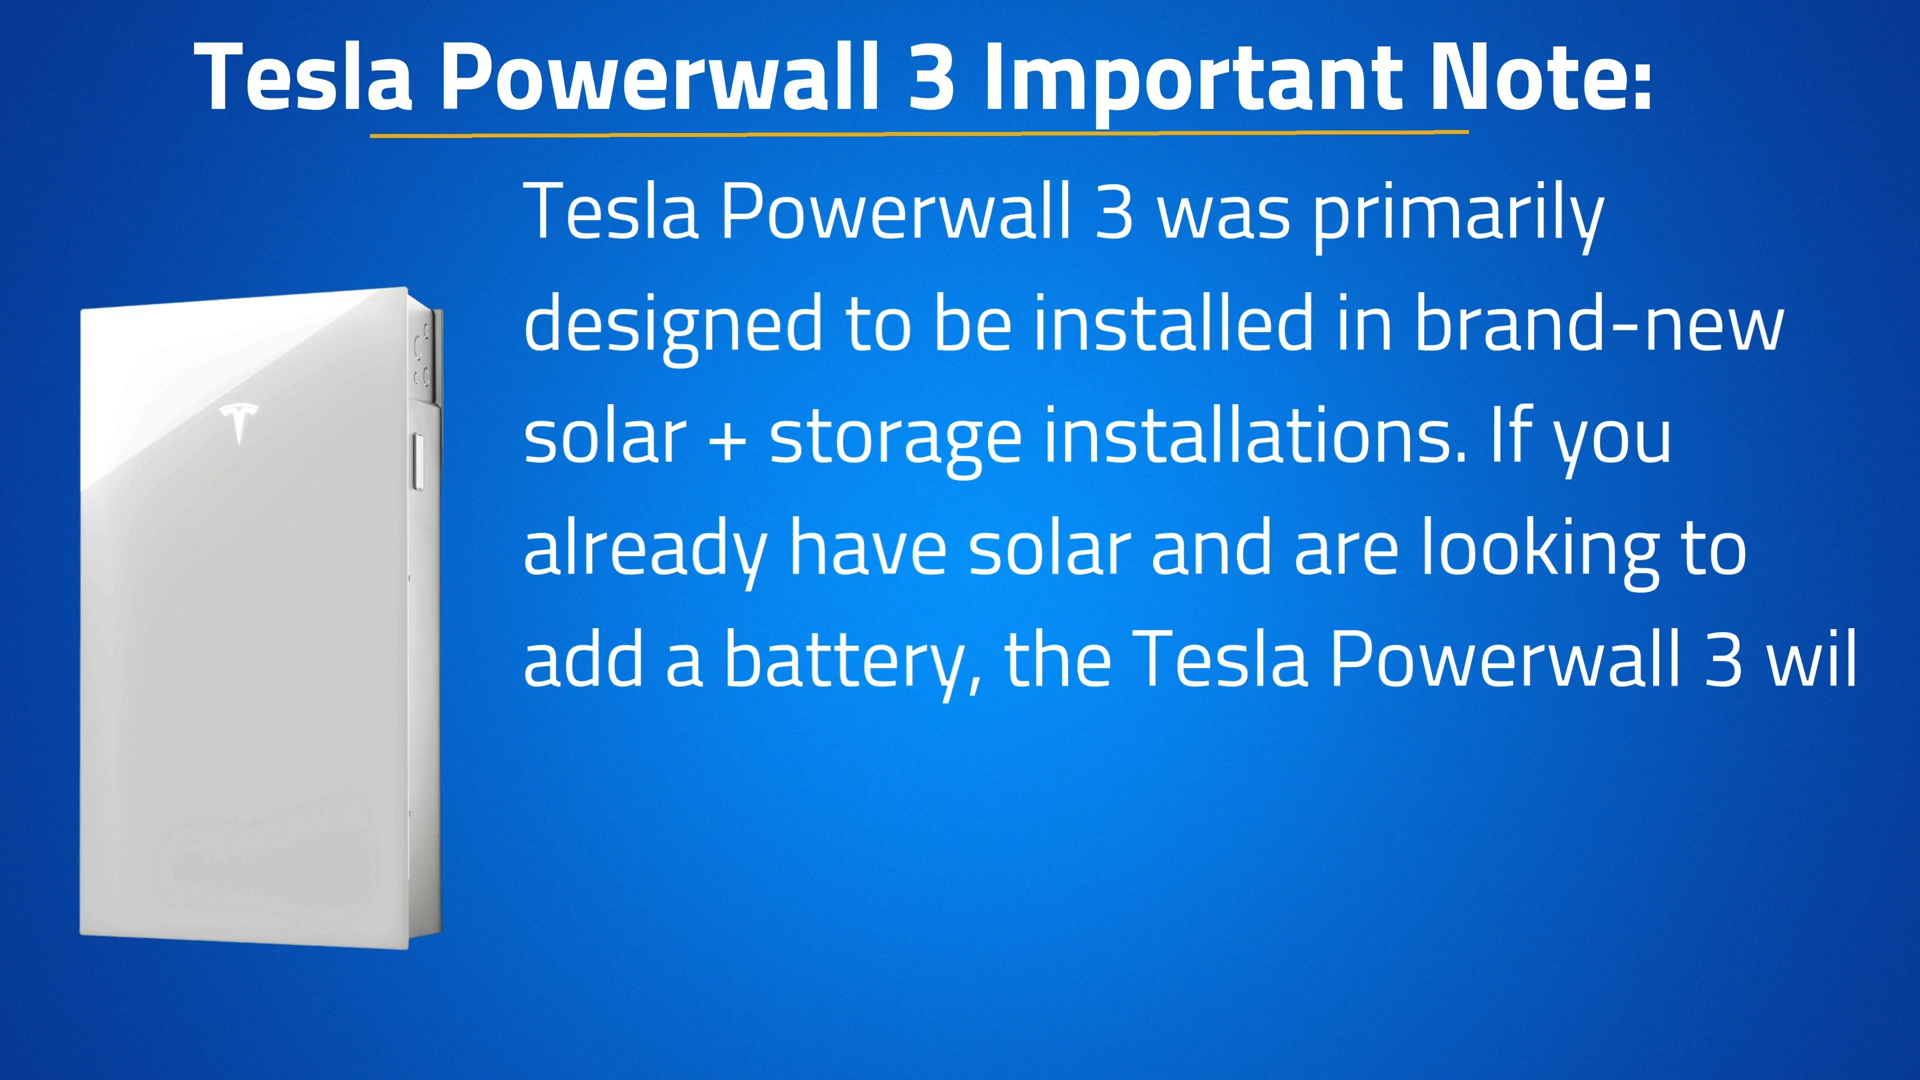 Tesla Powerwall 3 Important Note:
Tesla Powerwall 3 was primarily
designed to be installed in brand-new
solar + storage installations. If you
already have solar and are looking to
add a battery, the Tesla Powerwall 3 wil